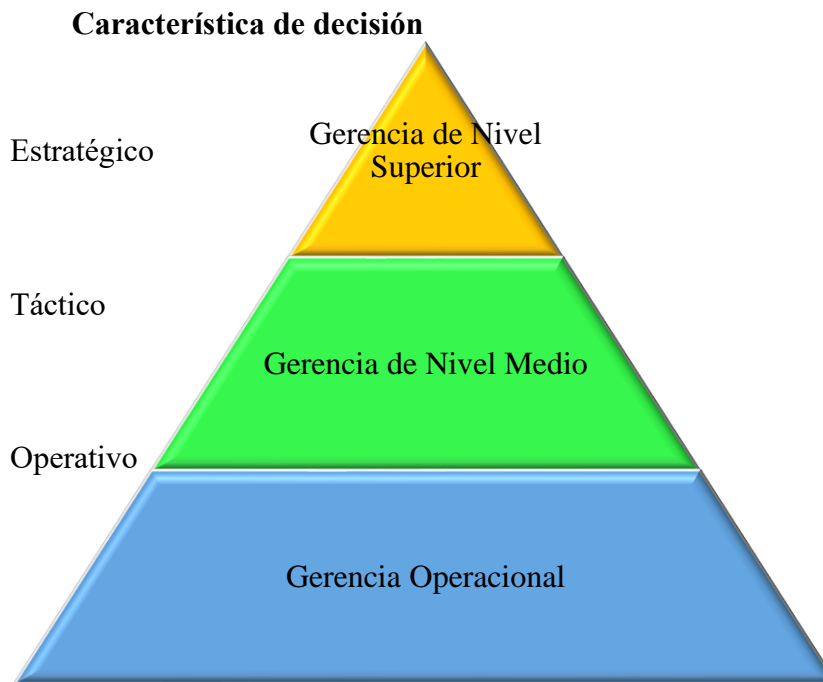 Característica de decisión
Estratégico
Gerencia de Nivel
Superior
Táctico
Gerencia de Nivel Medio
Operativo
Gerencia Operacional